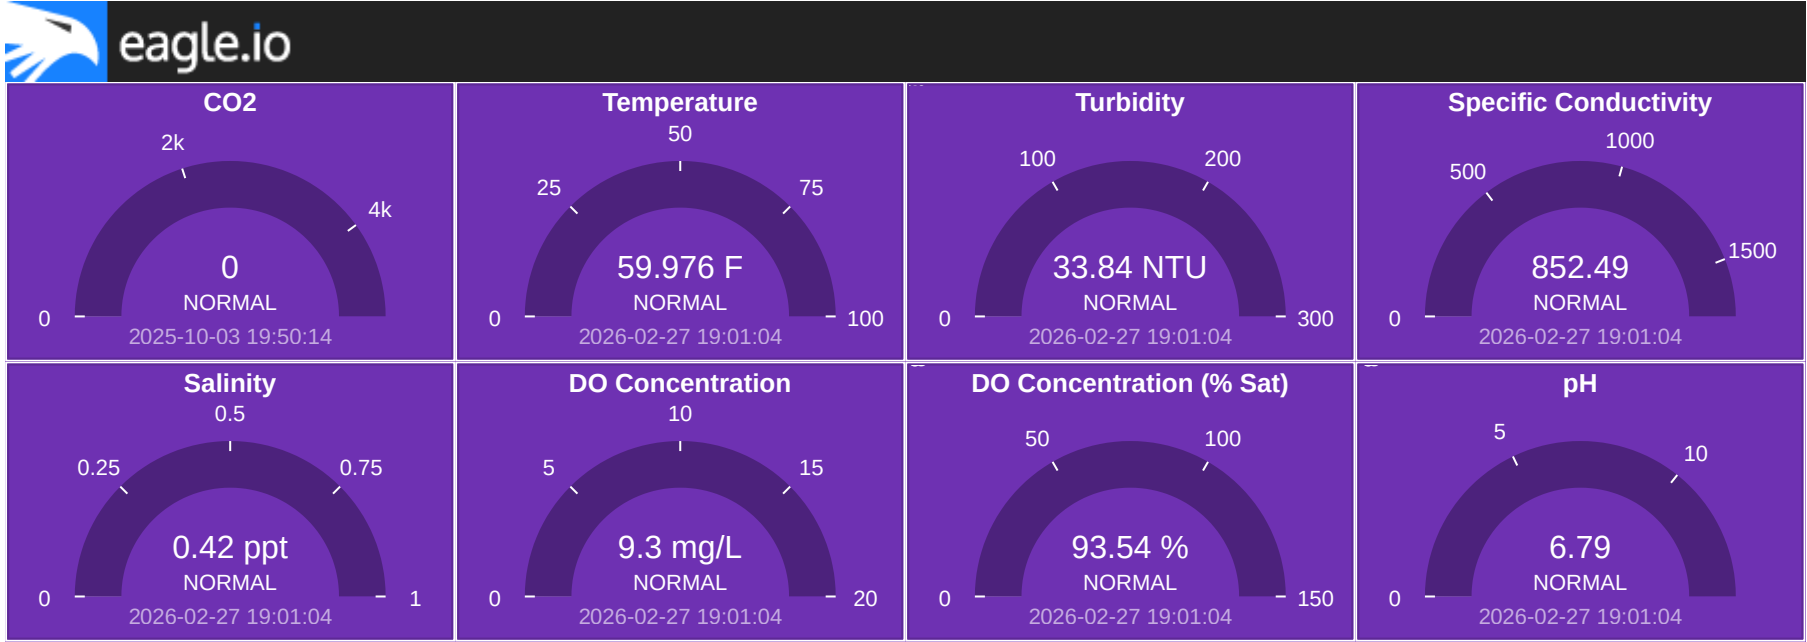 eagle.io
CO2
2k
4k
0
NORMAL
0
2025-10-03 19:50:14
Temperature
50
25
75
59.976 F
NORMAL
0
100
2026-02-27 19:01:04
Turbidity
100
200
33.84 NTU
NORMAL
0
300
2026-02-27 19:01:04
Specific Conductivity
1000
500
1500
852.49
NORMAL
0
2026-02-27 19:01:04
Salinity
0.5
0.25
0.75
0.42 ppt
NORMAL
0
1
2026-02-27 19:01:04
DO Concentration
10
5
15
9.3 mg/L
NORMAL
0
20
2026-02-27 19:01:04
DO Concentration (% Sat)
50
100
93.54 %
NORMAL
0
150
2026-02-27 19:01:04
pH
5
10
6.79
NORMAL
0
2026-02-27 19:01:04